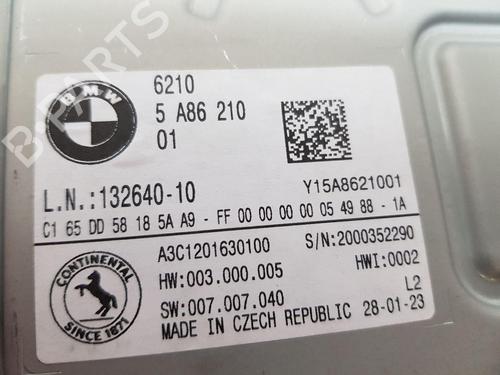 BMW
6210
5 A86 210
01
L.N.:132640-10
Y15A8621001
C1 65 DD 58 18 5A A9 - FF 00 00 00 00 05 49 88 - 1A
CONTINENTAL
SINCE 1871
A3C1201630100
S/N:2000352290
HW:003.000.005
HWI:0002
SW:007.007.040
L2
MADE IN CZECH REPUBLIC 28-01-23
B-PARTS